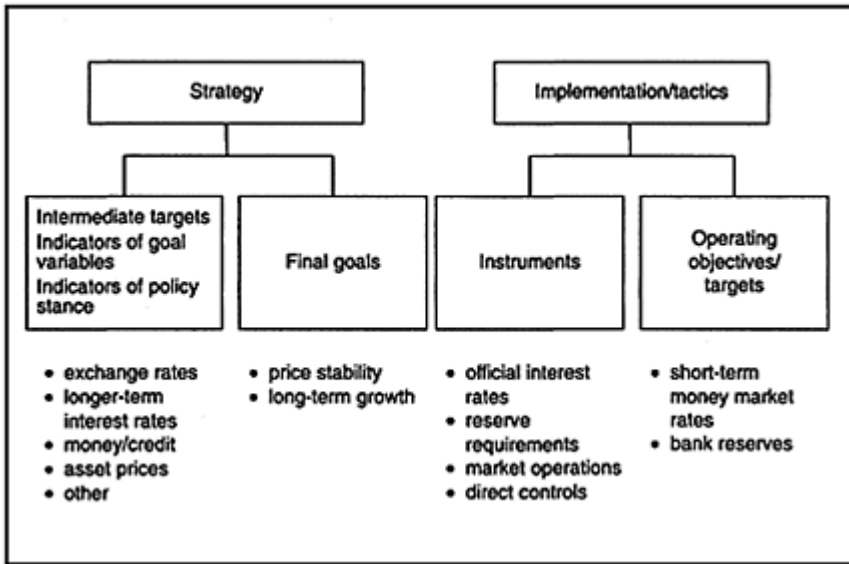 Strategy
Implementation/tactics
Intermediate targets
Indicators of goal
variables
Indicators of policy
stance
Final goals
Instruments
Operating
objectives/
targets
• exchange rates
• longer-term
interest rates
• money/credit
• asset prices
• other
• price stability
• long-term growth
• official interest
rates
• reserve
requirements
• market operations
• direct controls
• short-term
money market
rates
• bank reserves